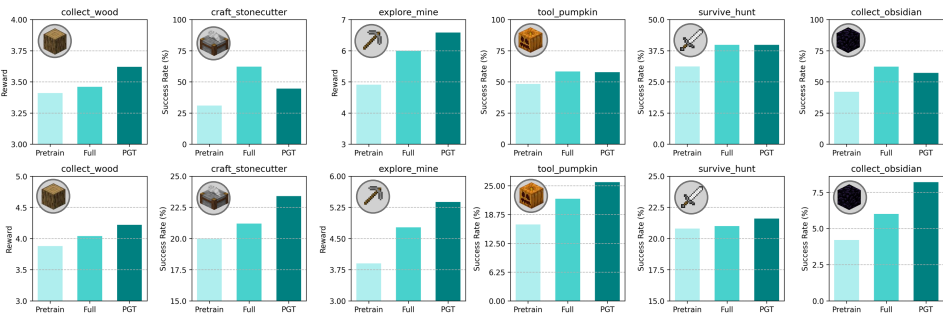 collect_wood
Reward
4.00
3.75
3.50
3.25
3.00
Pretrain Full PGT
craft_stonecutter
Success Rate (%)
100
75
50
25
0
Pretrain Full PGT
explore_mine
Reward
7
6
5
4
3
Pretrain Full PGT
tool_pumpkin
Success Rate (%)
100
75
50
25
0
Pretrain Full PGT
survive_hunt
Success Rate (%)
50.0
37.5
25.0
12.5
0.0
Pretrain Full PGT
collect_obsidian
Success Rate (%)
100
75
50
25
0
Pretrain Full PGT
collect_wood
Reward
5.0
4.5
4.0
3.5
3.0
Pretrain Full PGT
craft_stonecutter
Success Rate (%)
25.0
22.5
20.0
17.5
15.0
Pretrain Full PGT
explore_mine
Reward
6.00
5.25
4.50
3.75
3.00
Pretrain Full PGT
tool_pumpkin
Success Rate (%)
25.00
18.75
12.50
6.25
0.00
Pretrain Full PGT
survive_hunt
Success Rate (%)
25.0
22.5
20.0
17.5
15.0
Pretrain Full PGT
collect_obsidian
Success Rate (%)
7.5
5.0
2.5
0.0
Pretrain Full PGT